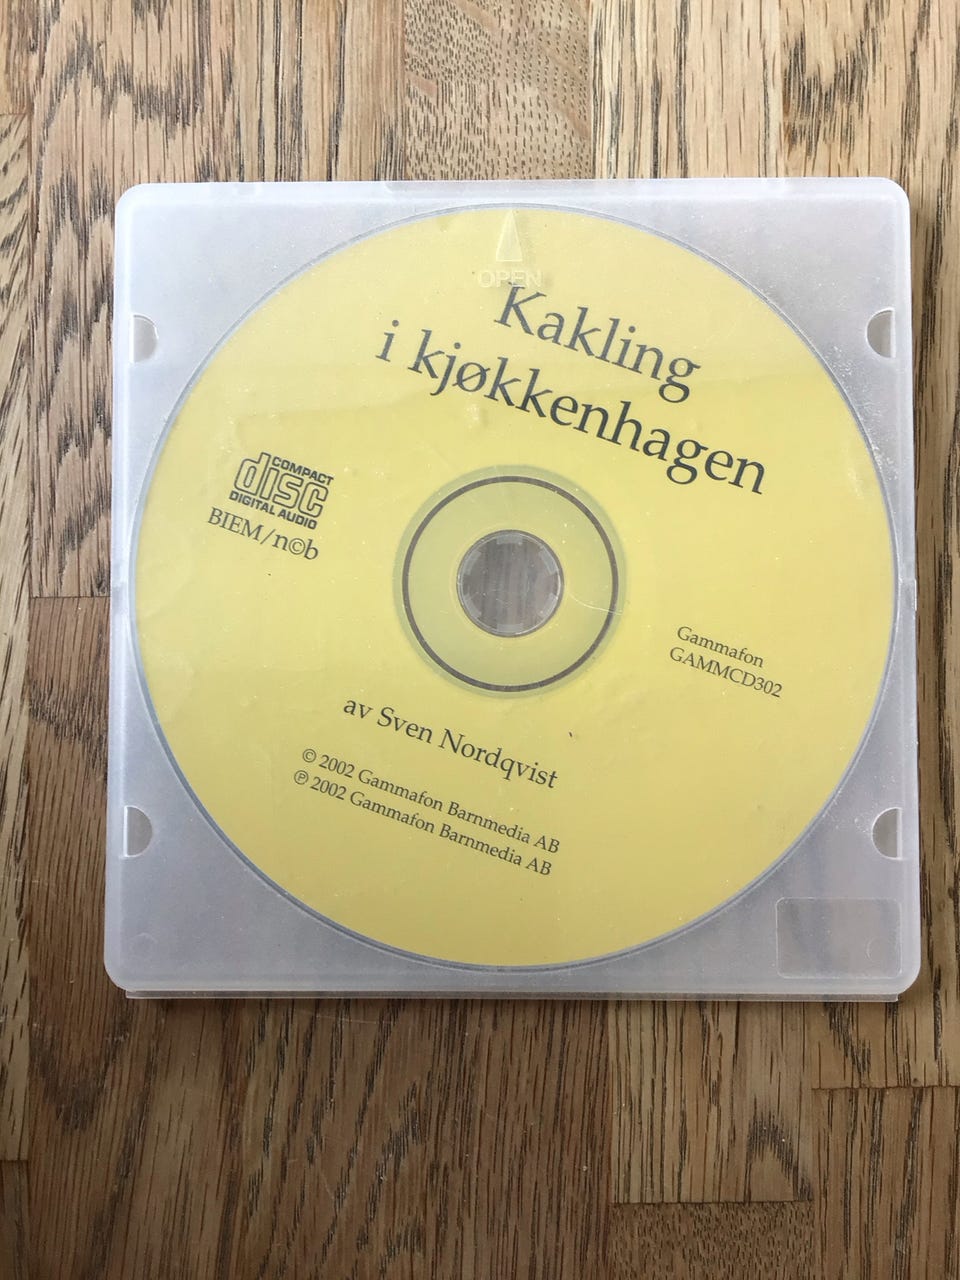 OPEN
Kakling
i kjøkkenhagen
COMPACT
disc
DIGITAL AUDIO
BIEM/n©b
Gammafon
GAMMCD302
av Sven Nordqvist
© 2002 Gammafon Barnmedia AB
℗ 2002 Gammafon Barnmedia AB